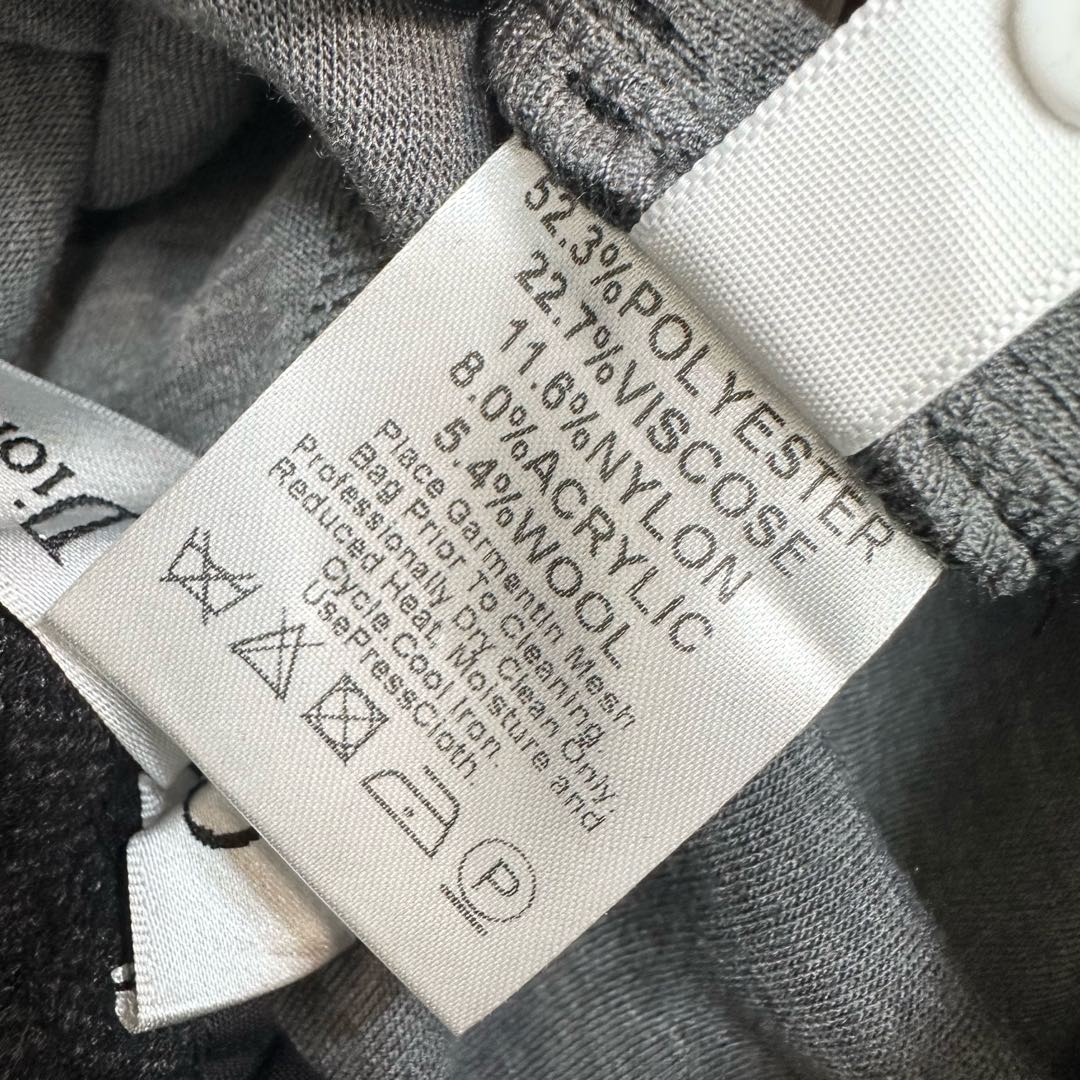 52.3%POLYESTER
22.7%VISCOSE
11.6%NYLON
8.0%ACRYLIC
5.4%WOOL
Place Garmentin Mesh
Bag Prior To Cleaning.
Professionally Dry Clean Only,
Reduced Heat, Moisture and
Cycle.Cool Iron.
UsePressCloth.
P